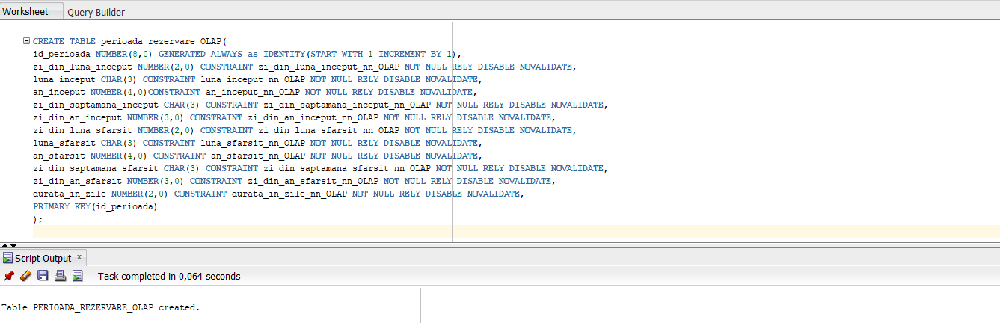 Worksheet Query Builder
CREATE TABLE perioada_rezervare_OLAP(
id_perioada NUMBER(8,0) GENERATED ALWAYS as IDENTITY(START WITH 1 INCREMENT BY 1),
zi_din_luna_inceput NUMBER(2,0) CONSTRAINT zi_din_luna_inceput_nn_OLAP NOT NULL RELY DISABLE NOVALIDATE,
luna_inceput CHAR(3) CONSTRAINT luna_inceput_nn_OLAP NOT NULL RELY DISABLE NOVALIDATE,
an_inceput NUMBER(4,0)CONSTRAINT an_inceput_nn_OLAP NOT NULL RELY DISABLE NOVALIDATE,
zi_din_saptamana_inceput CHAR(3) CONSTRAINT zi_din_saptamana_inceput_nn_OLAP NOT NULL RELY DISABLE NOVALIDATE,
zi_din_an_inceput NUMBER(3,0) CONSTRAINT zi_din_an_inceput_nn_OLAP NOT NULL RELY DISABLE NOVALIDATE,
zi_din_luna_sfarsit NUMBER(2,0) CONSTRAINT zi_din_luna_sfarsit_nn_OLAP NOT NULL RELY DISABLE NOVALIDATE,
luna_sfarsit CHAR(3) CONSTRAINT luna_sfarsit_nn_OLAP NOT NULL RELY DISABLE NOVALIDATE,
an_sfarsit NUMBER(4,0) CONSTRAINT an_sfarsit_nn_OLAP NOT NULL RELY DISABLE NOVALIDATE,
zi_din_saptamana_sfarsit CHAR(3) CONSTRAINT zi_din_saptamana_sfarsit_nn_OLAP NOT NULL RELY DISABLE NOVALIDATE,
zi_din_an_sfarsit NUMBER(3,0) CONSTRAINT zi_din_an_sfarsit_nn_OLAP NOT NULL RELY DISABLE NOVALIDATE,
durata_in_zile NUMBER(2,0) CONSTRAINT durata_in_zile_nn_OLAP NOT NULL RELY DISABLE NOVALIDATE,
PRIMARY KEY(id_perioada)
);
Script Output x
Task completed in 0,064 seconds
Table PERIOADA_REZERVARE_OLAP created.